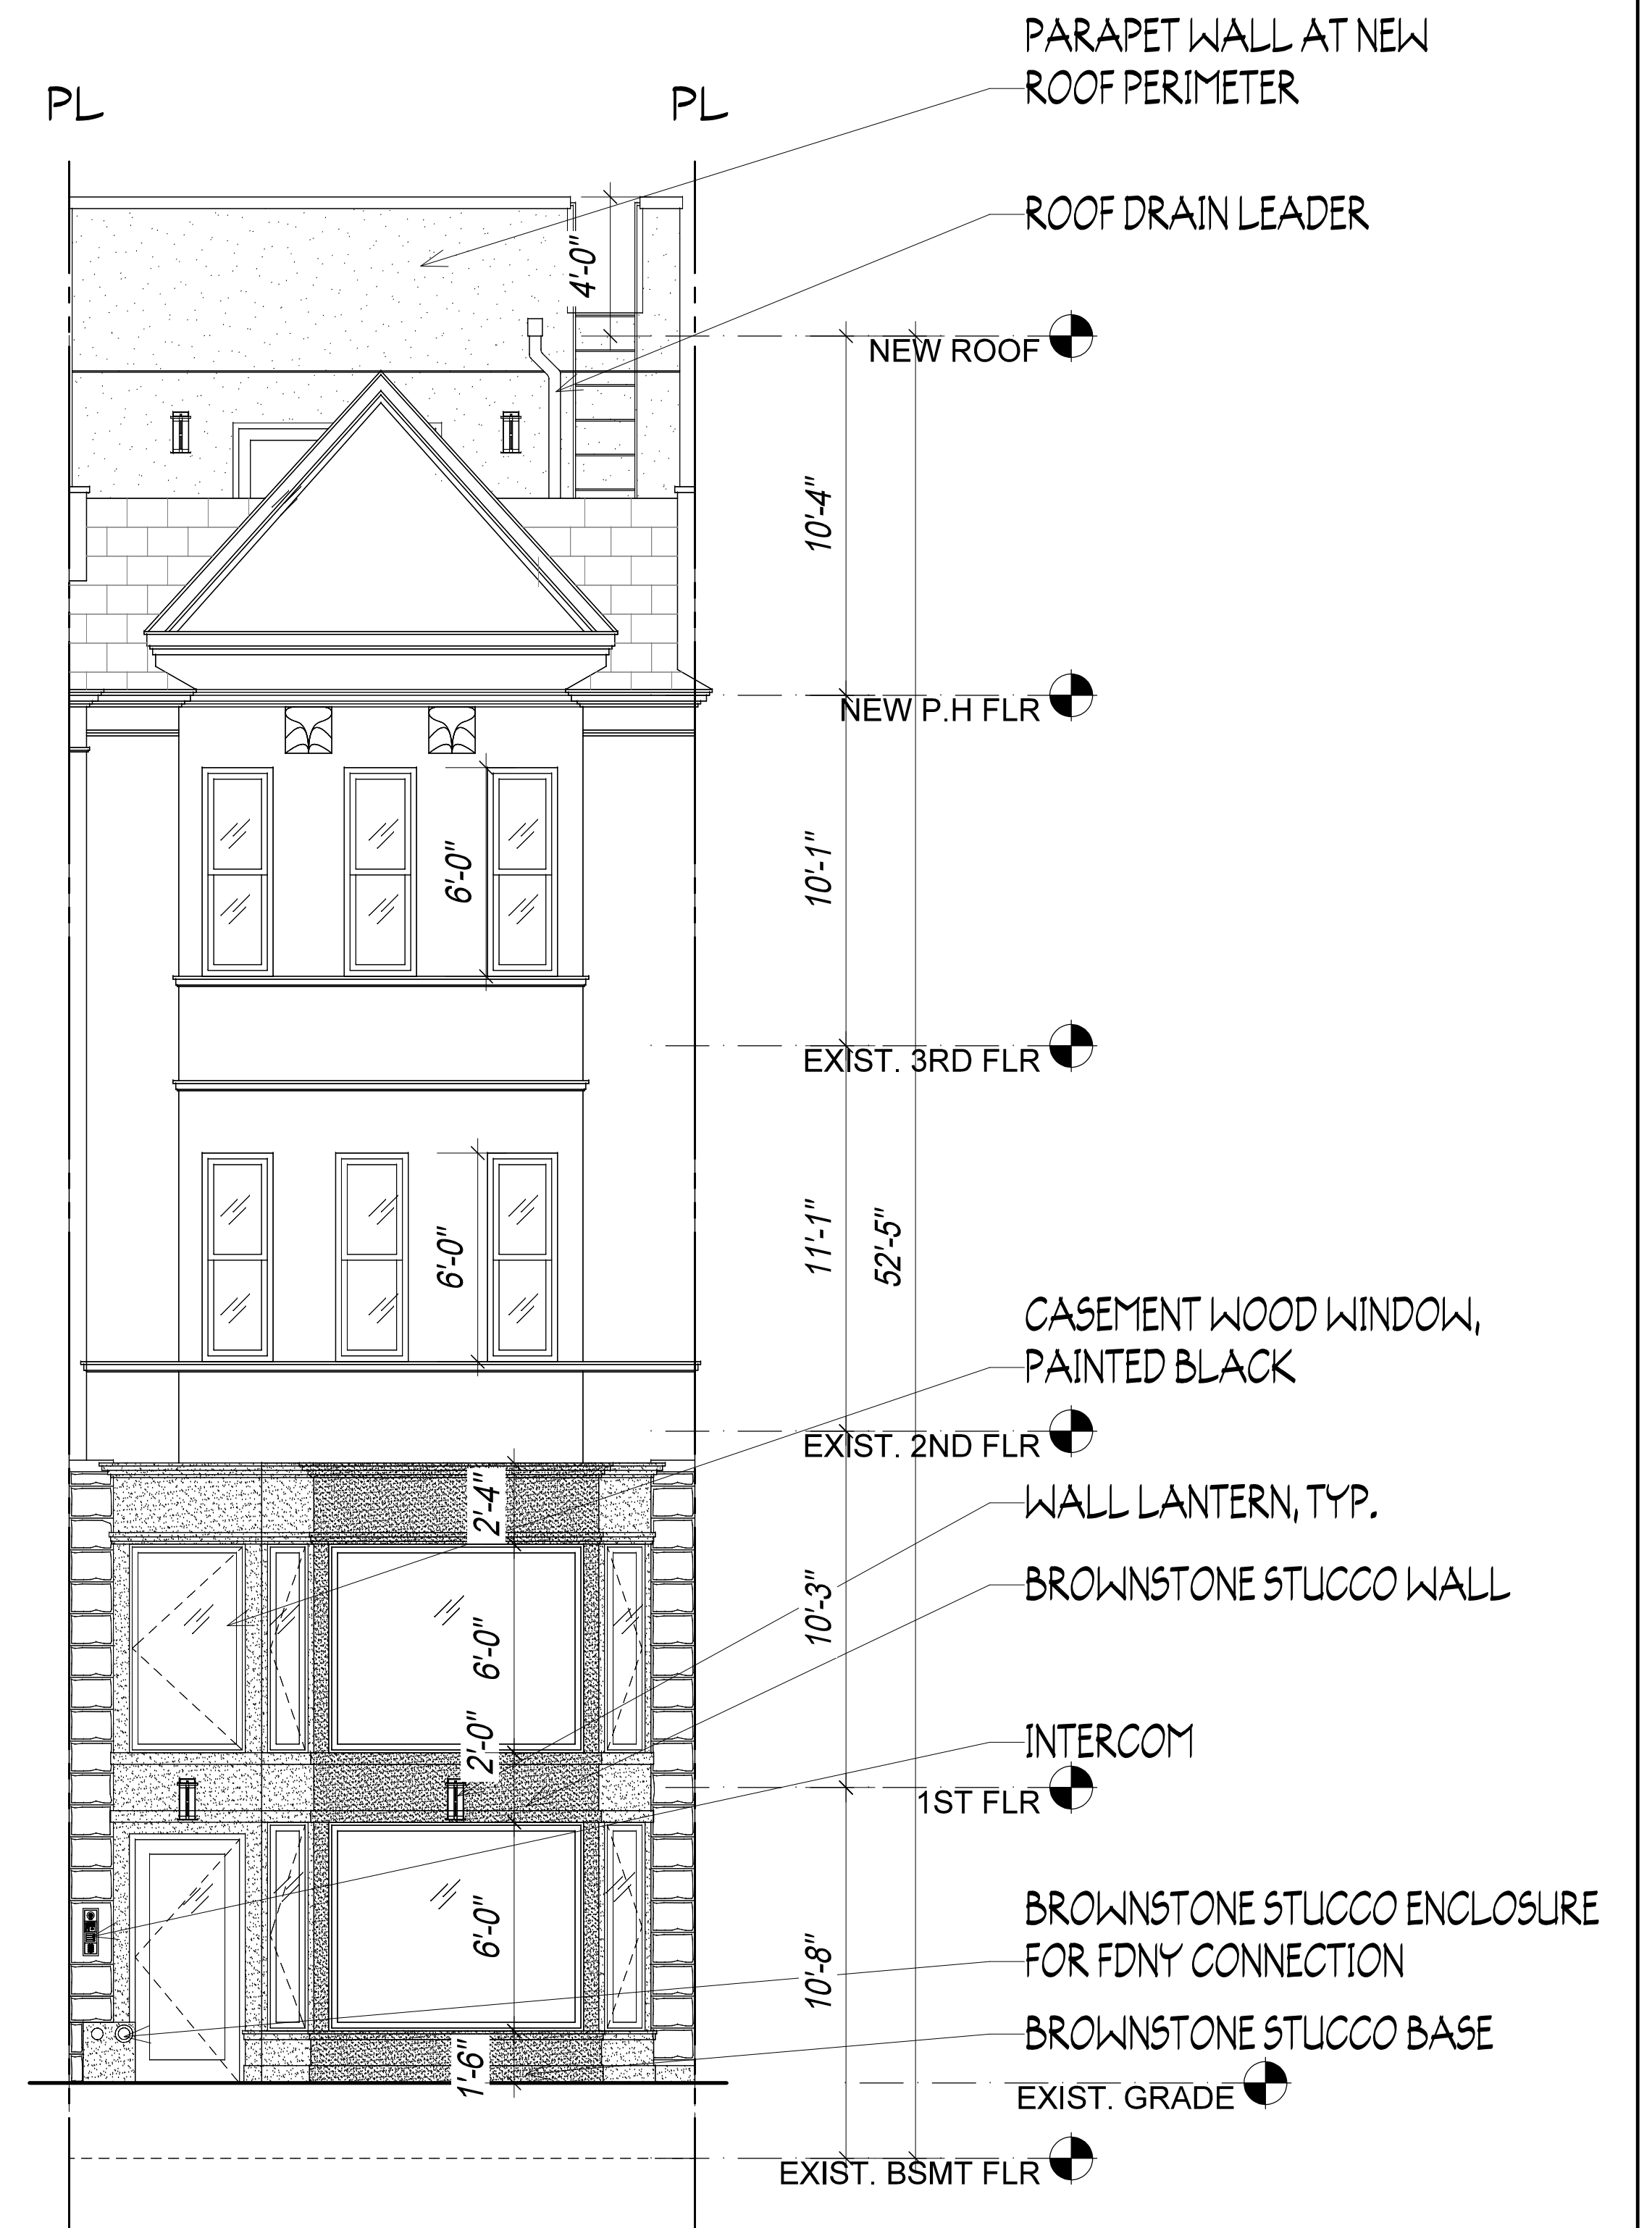 PARAPET WALL AT NEW
ROOF PERIMETER
PL
PL
ROOF DRAIN LEADER
4'-0"
NEW ROOF
10'-4"
NEW P.H FLR
6'-0"
10'-1"
EXIST. 3RD FLR
6'-0"
11'-1"
52'-5"
CASEMENT WOOD WINDOW,
PAINTED BLACK
EXIST. 2ND FLR
2'-4"
WALL LANTERN, TYP.
BROWNSTONE STUCCO WALL
6'-0"
10'-3"
2'-0"
INTERCOM
1ST FLR
6'-0"
10'-8"
BROWNSTONE STUCCO ENCLOSURE
FOR FDNY CONNECTION
BROWNSTONE STUCCO BASE
1'-6"
EXIST. GRADE
EXIST. BSMT FLR